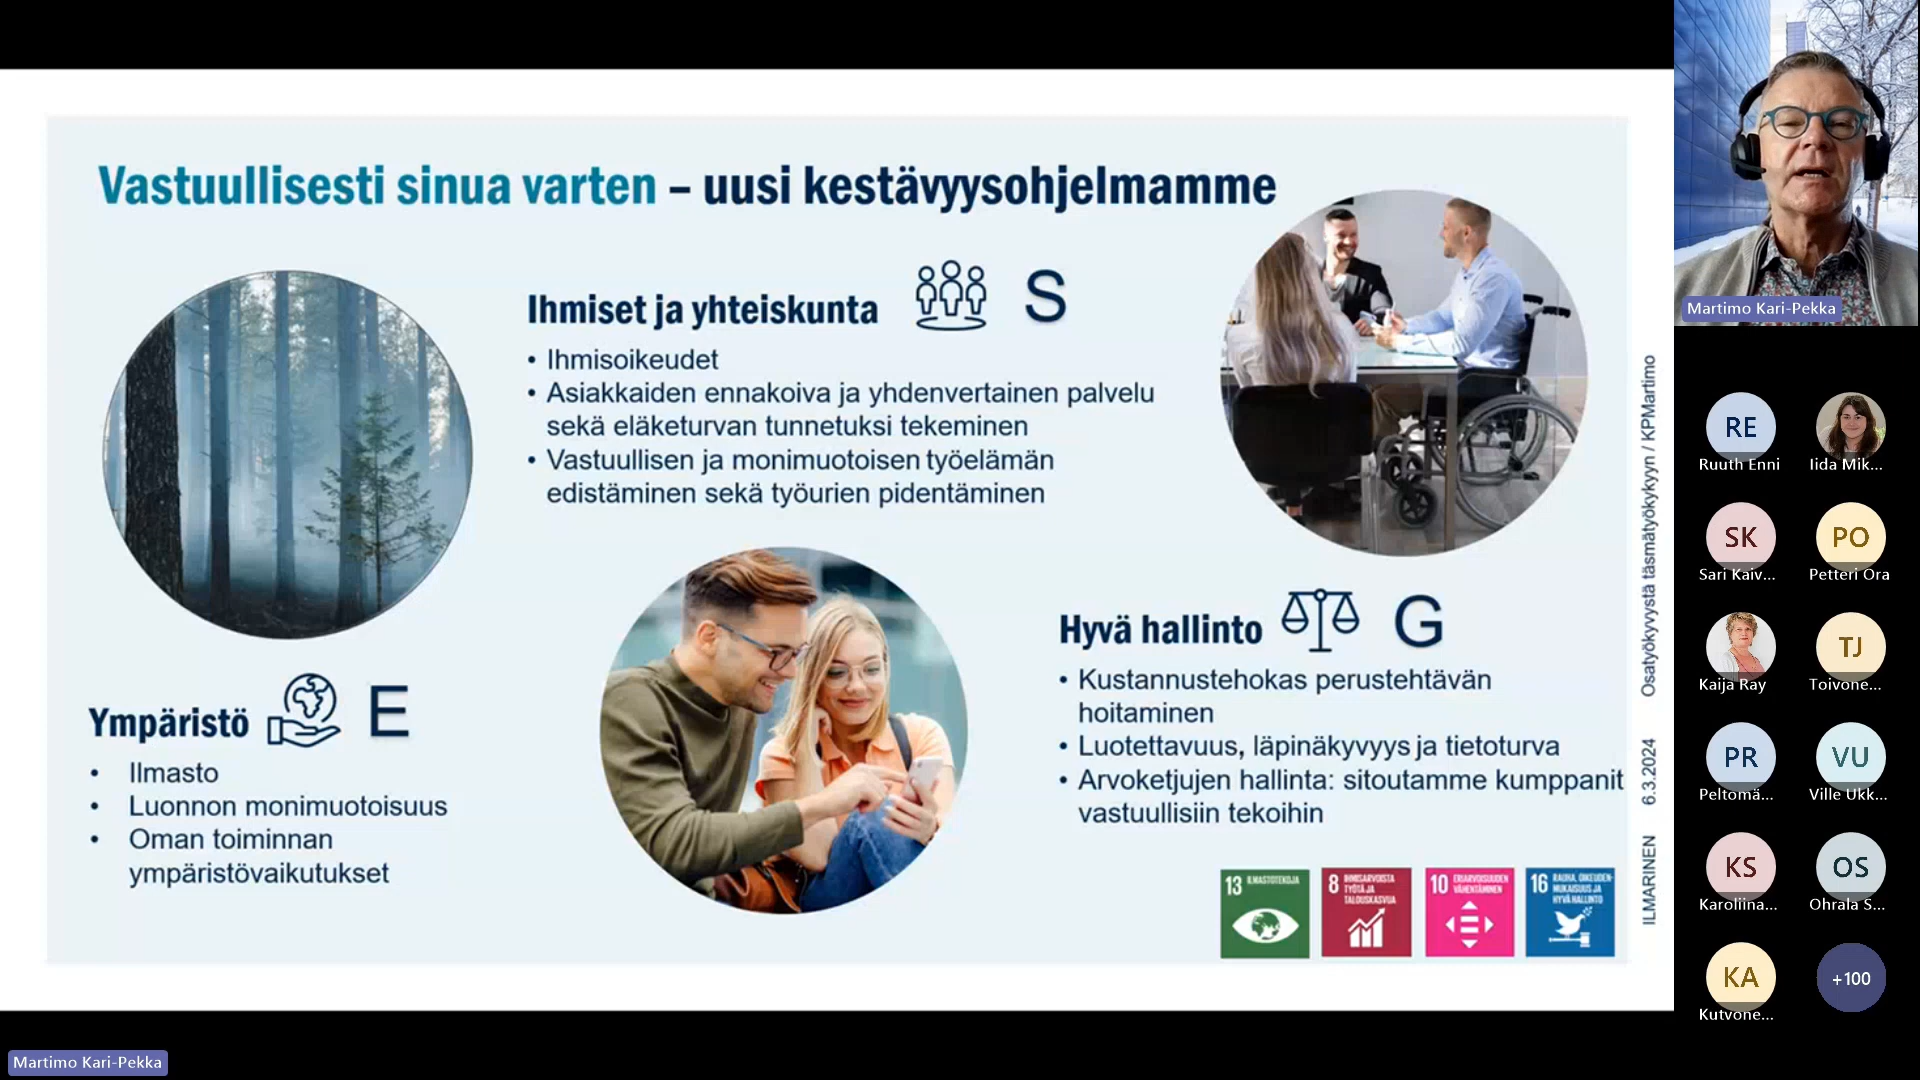 Vastuullisesti sinua varten – uusi kestävyysohjelmamme
Ihmiset ja yhteiskunta S
• Ihmisoikeudet
• Asiakkaiden ennakoiva ja yhdenvertainen palvelu
sekä eläketurvan tunnetuksi tekeminen
• Vastuullisen ja monimuotoisen työelämän
edistäminen sekä työurien pidentäminen
Ympäristö E
• Ilmasto
• Luonnon monimuotoisuus
• Oman toiminnan
ympäristövaikutukset
Hyvä hallinto G
• Kustannustehokas perustehtävän
hoitaminen
• Luotettavuus, läpinäkyvyys ja tietoturva
• Arvoketjujen hallinta: sitoutamme kumppanit
vastuullisiin tekoihin
13 ILMASTOTEKOJA
8 IHMISARVOISTA
TYÖTÄ JA
TALOUSKASVUA
10 ERIARVOISUUDEN
VÄHENTÄMINEN
16 RAUHA, OIKEUDEN-
MUKAISUUS JA
HYVÄ HALLINTO
ILMARINEN 6.3.2024 Osatyökyvystä täsmätyökykyyn / KPMartimo
Martimo Kari-Pekka
RE
Ruuth Enni
Iida Mik...
SK
Sari Kaiv...
PO
Petteri Ora
Kaija Ray
TJ
Toivone...
PR
Peltomä...
VU
Ville Ukk...
KS
Karoliina...
OS
Ohrala S...
KA
Kutvone...
+100
Martimo Kari-Pekka